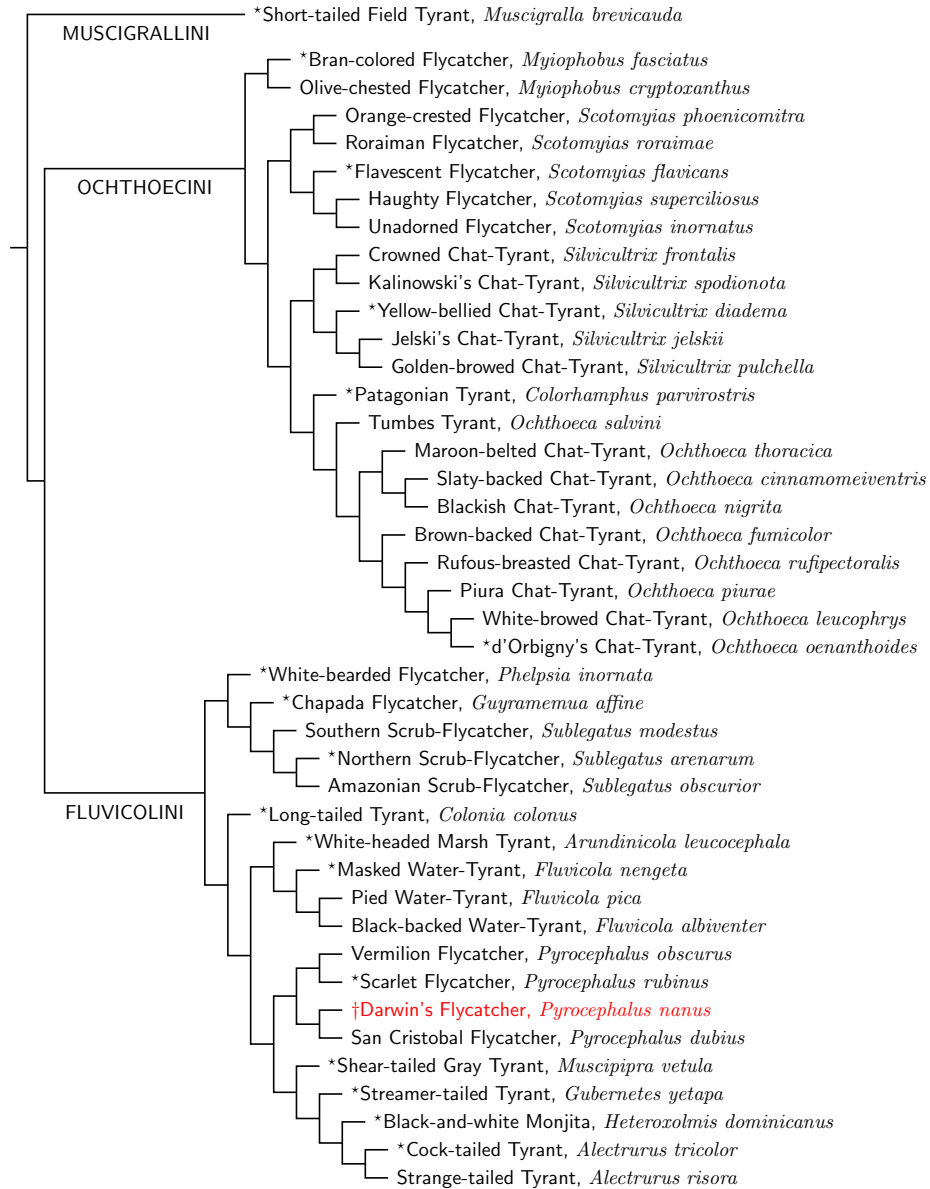 ⋆Short-tailed Field Tyrant, Muscigralla brevicauda
MUSCIGRALLINI
⋆Bran-colored Flycatcher, Myiophobus fasciatus
Olive-chested Flycatcher, Myiophobus cryptoxanthus
Orange-crested Flycatcher, Scotomyias phoenicomitra
Roraiman Flycatcher, Scotomyias roraimae
⋆Flavescent Flycatcher, Scotomyias flavicans
OCHTHOECINI
Haughty Flycatcher, Scotomyias superciliosus
Unadorned Flycatcher, Scotomyias inornatus
Crowned Chat-Tyrant, Silvicultrix frontalis
Kalinowski's Chat-Tyrant, Silvicultrix spodionota
⋆Yellow-bellied Chat-Tyrant, Silvicultrix diadema
Jelski's Chat-Tyrant, Silvicultrix jelskii
Golden-browed Chat-Tyrant, Silvicultrix pulchella
⋆Patagonian Tyrant, Colorhamphus parvirostris
Tumbes Tyrant, Ochthoeca salvini
Maroon-belted Chat-Tyrant, Ochthoeca thoracica
Slaty-backed Chat-Tyrant, Ochthoeca cinnamomeiventris
Blackish Chat-Tyrant, Ochthoeca nigrita
Brown-backed Chat-Tyrant, Ochthoeca fumicolor
Rufous-breasted Chat-Tyrant, Ochthoeca rufipectoralis
Piura Chat-Tyrant, Ochthoeca piurae
White-browed Chat-Tyrant, Ochthoeca leucophrys
⋆d'Orbigny's Chat-Tyrant, Ochthoeca oenanthoides
⋆White-bearded Flycatcher, Phelpsia inornata
⋆Chapada Flycatcher, Guyramemua affine
Southern Scrub-Flycatcher, Sublegatus modestus
⋆Northern Scrub-Flycatcher, Sublegatus arenarum
Amazonian Scrub-Flycatcher, Sublegatus obscurior
FLUVICOLINI
⋆Long-tailed Tyrant, Colonia colonus
⋆White-headed Marsh Tyrant, Arundinicola leucocephala
⋆Masked Water-Tyrant, Fluvicola nengeta
Pied Water-Tyrant, Fluvicola pica
Black-backed Water-Tyrant, Fluvicola albiventer
Vermilion Flycatcher, Pyrocephalus obscurus
⋆Scarlet Flycatcher, Pyrocephalus rubinus
†Darwin's Flycatcher, Pyrocephalus nanus
San Cristobal Flycatcher, Pyrocephalus dubius
⋆Shear-tailed Gray Tyrant, Muscipipra vetula
⋆Streamer-tailed Tyrant, Gubernetes yetapa
⋆Black-and-white Monjita, Heteroxolmis dominicanus
⋆Cock-tailed Tyrant, Alectrurus tricolor
Strange-tailed Tyrant, Alectrurus risora